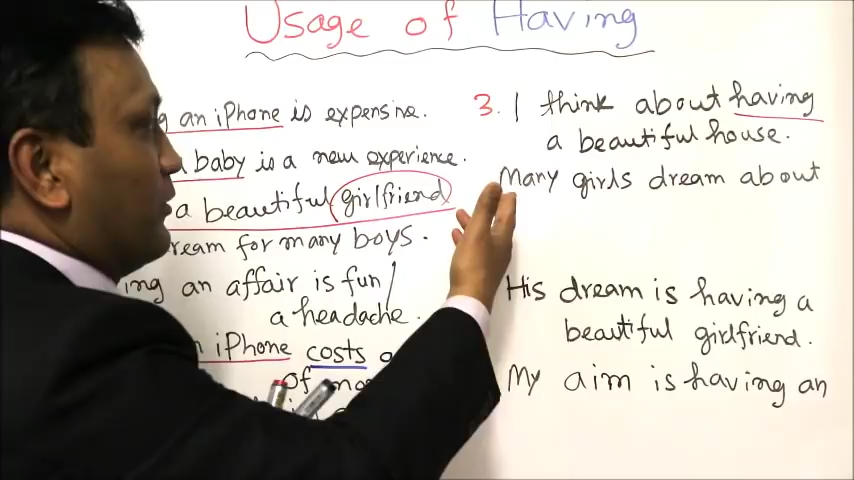 Usage of Having
g an iPhone is expensive.
a baby is a new experience.
a beautiful girlfriend
ream for many boys.
ing an affair is fun/
a headache.
n iPhone costs a
of
3. I think about having
a beautiful house.
Many girls dream about
His dream is having a
beautiful girlfriend.
My aim is having an